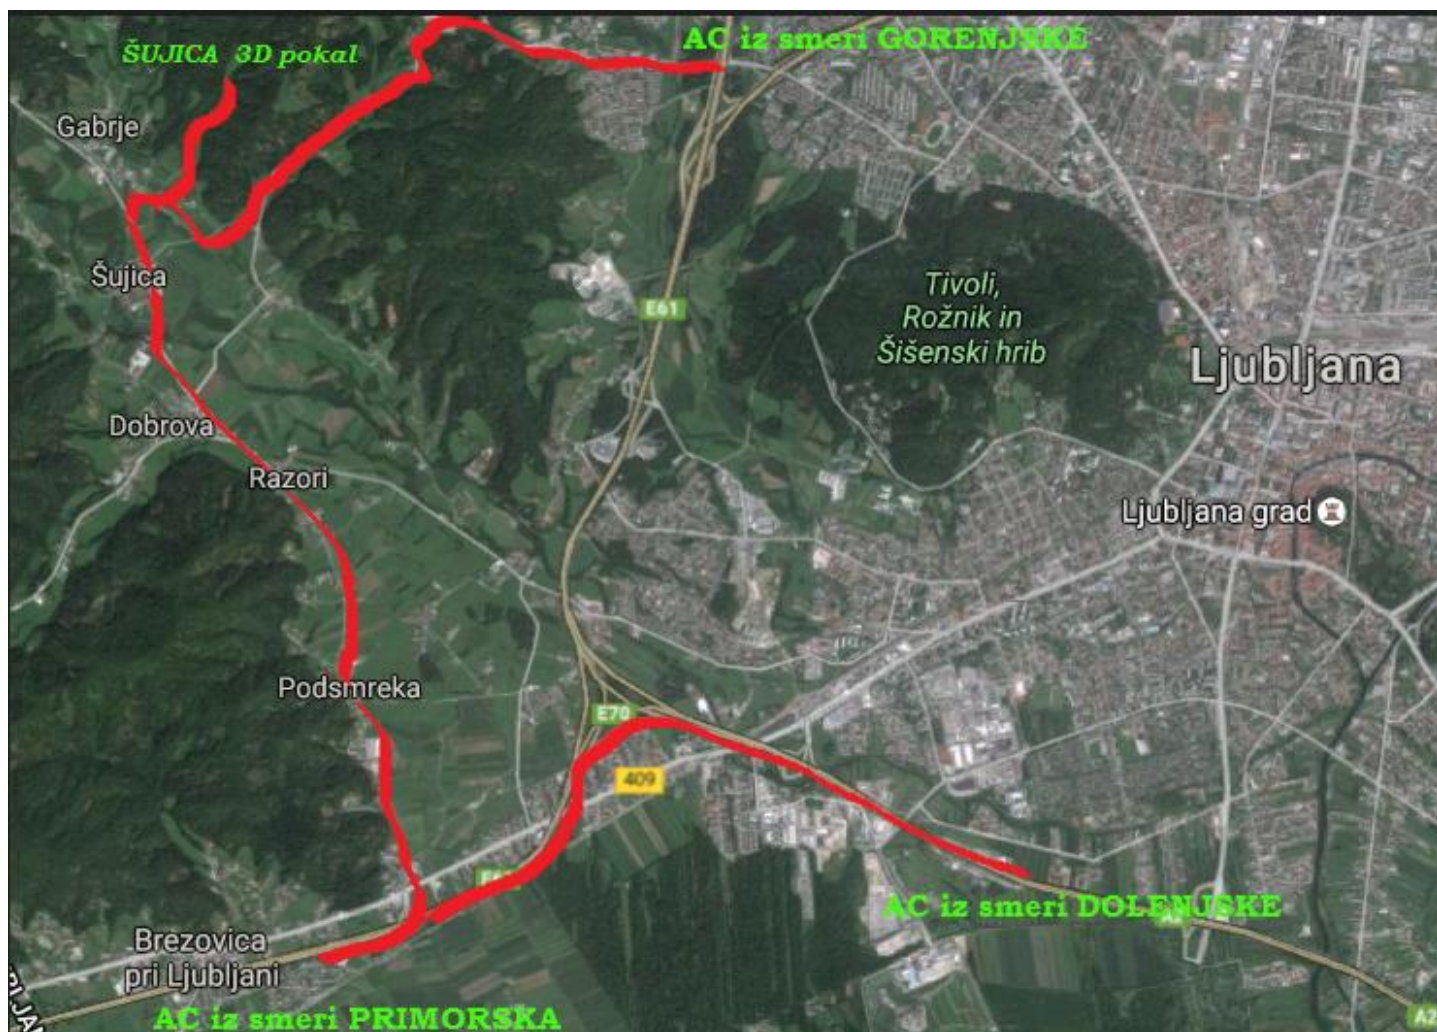 AC iz smeri GORENJSKE
ŠUJICA 3D pokal
Gabrje
Šujica
E61
Tivoli,
Rožnik in
Šišenski hrib
Ljubljana
Dobrova
Razori
Ljubljana grad
Podsmreka
E70
409
AC iz smeri DOLENJSKE
Brezovica
pri Ljubljani
AC iz smeri PRIMORSKA